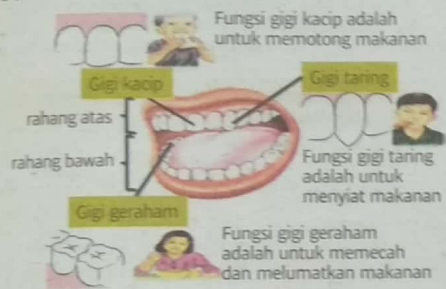 Fungsi gigi kacip adalah
untuk memotong makanan
Gigi kacip
Gigi taring
rahang atas
rahang bawah
Fungsi gigi taring
adalah untuk
menyiat makanan
Gigi geraham
Fungsi gigi geraham
adalah untuk memecah
dan melumatkan makanan